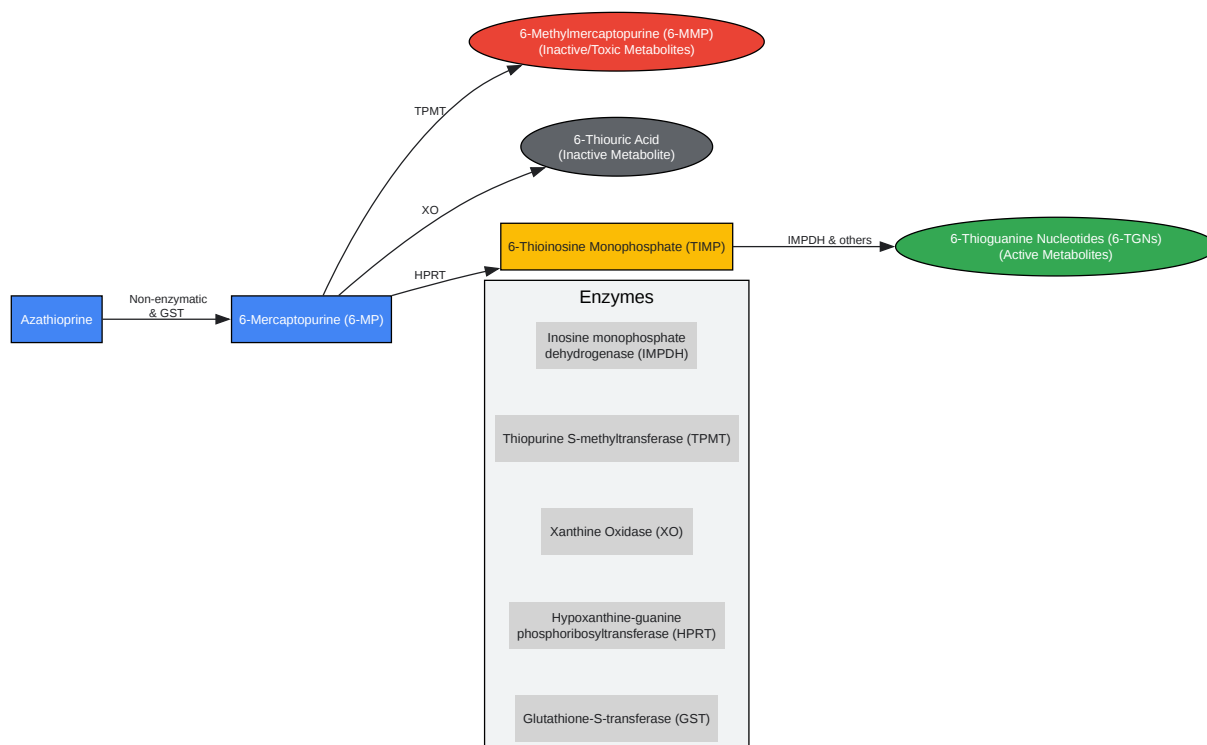 6-Methylmercaptopurine (6-MMP)
(Inactive/Toxic Metabolites)
TPMT
6-Thiouric Acid
(Inactive Metabolite)
XO
6-Thioinosine Monophosphate (TIMP)
IMPDH & others
6-Thioguanine Nucleotides (6-TGNs)
(Active Metabolites)
HPRT
Azathioprine
Non-enzymatic
& GST
6-Mercaptopurine (6-MP)
Enzymes
Inosine monophosphate
dehydrogenase (IMPDH)
Thiopurine S-methyltransferase (TPMT)
Xanthine Oxidase (XO)
Hypoxanthine-guanine
phosphoribosyltransferase (HPRT)
Glutathione-S-transferase (GST)